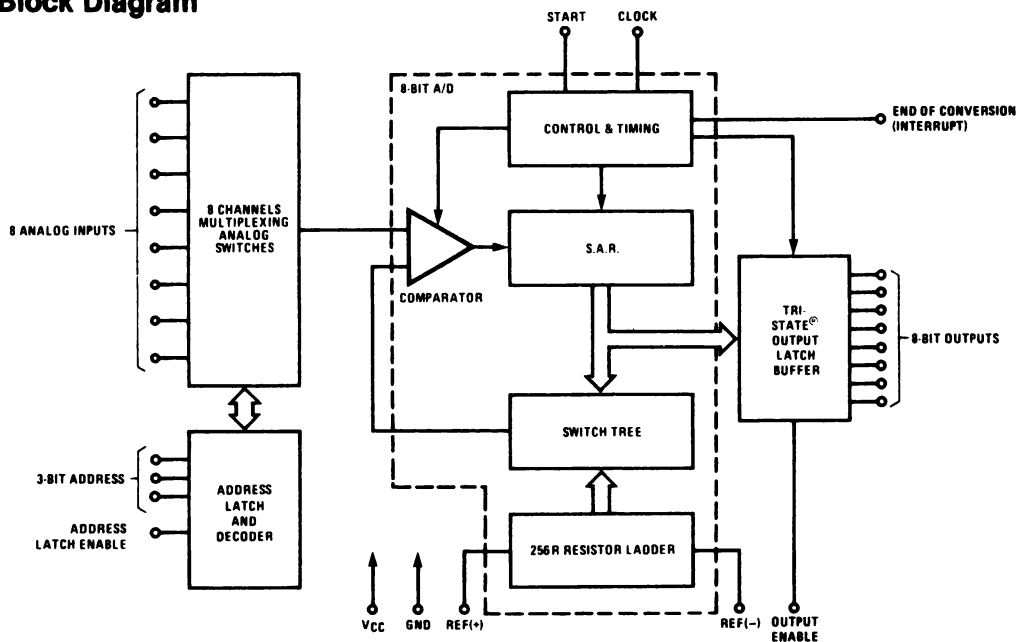 Block Diagram
START
CLOCK
8-BIT A/D
CONTROL & TIMING
END OF CONVERSION
(INTERRUPT)
8 ANALOG INPUTS
8 CHANNELS
MULTIPLEXING
ANALOG
SWITCHES
COMPARATOR
S.A.R.
TRI-
STATE®
OUTPUT
LATCH
BUFFER
8-BIT OUTPUTS
SWITCH TREE
3-BIT ADDRESS
ADDRESS
LATCH ENABLE
ADDRESS
LATCH
AND
DECODER
256R RESISTOR LADDER
VCC
GND
REF(+)
REF(−)
OUTPUT
ENABLE